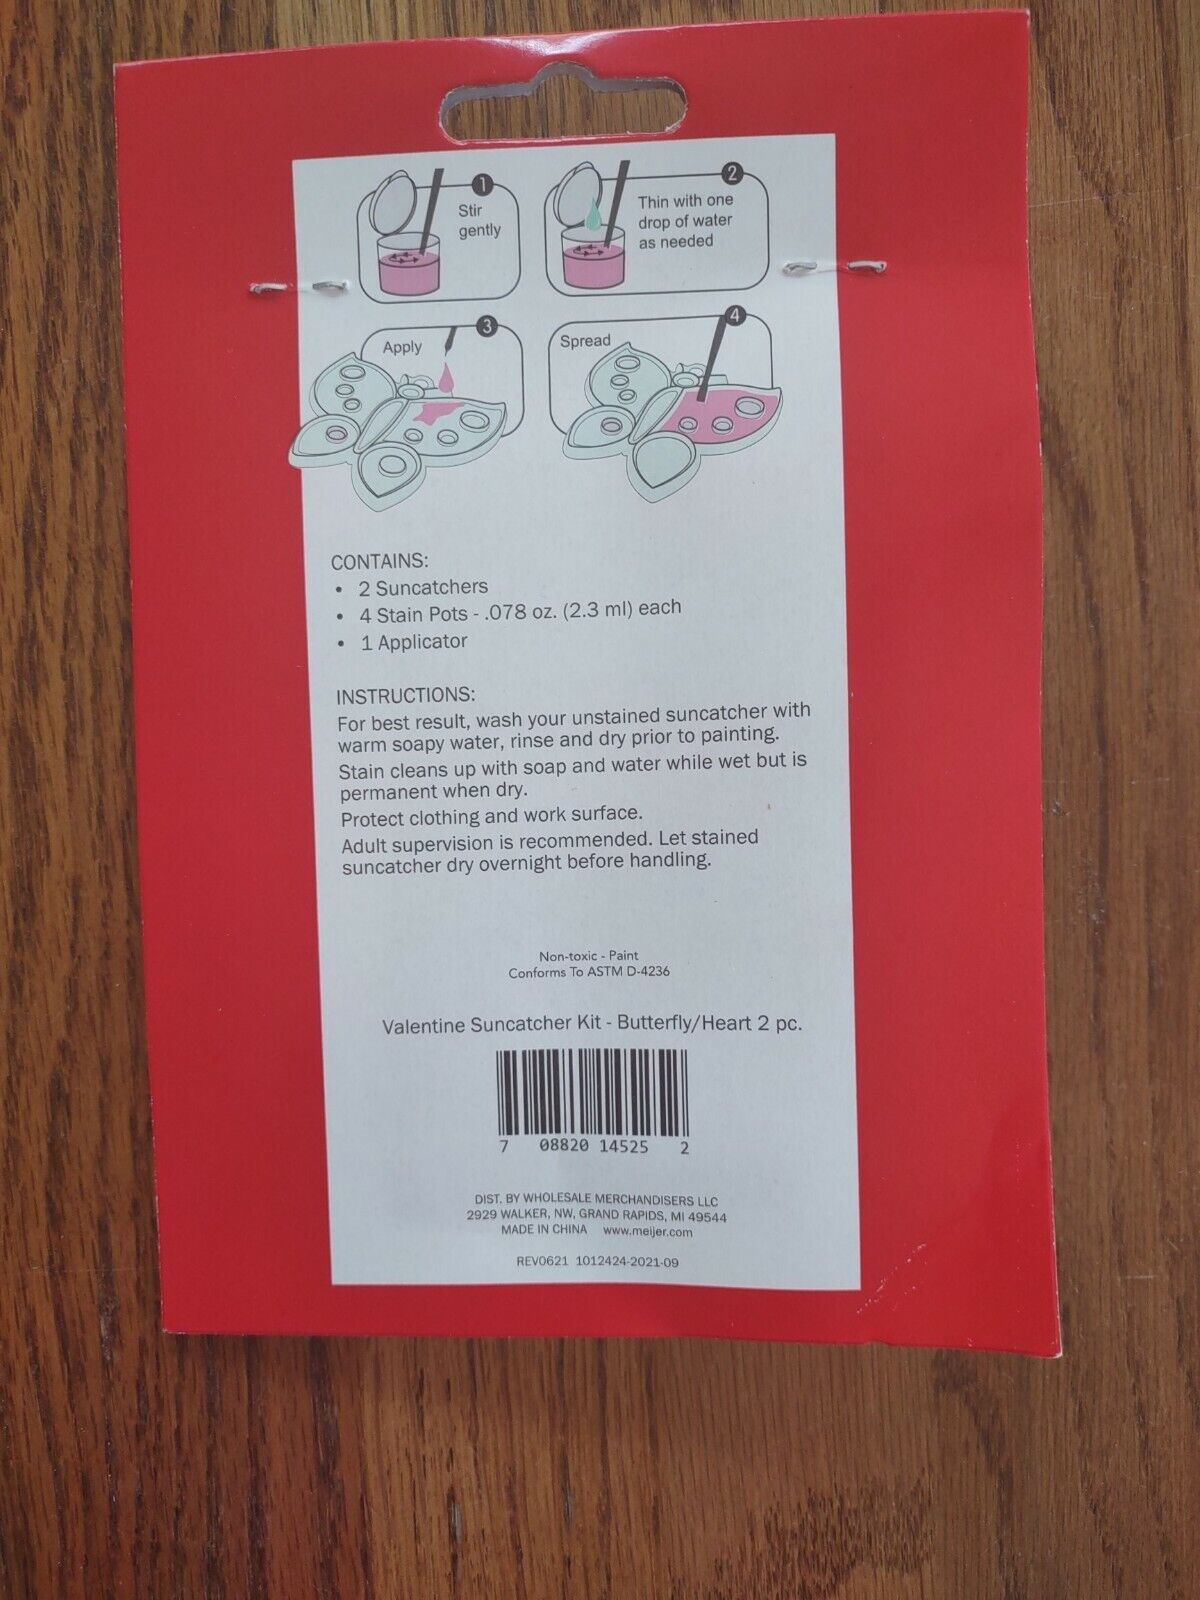 1
Stir
gently
2
Thin with one
drop of water
as needed
3
Apply
4
Spread
CONTAINS:
• 2 Suncatchers
• 4 Stain Pots - .078 oz. (2.3 ml) each
• 1 Applicator
INSTRUCTIONS:
For best result, wash your unstained suncatcher with
warm soapy water, rinse and dry prior to painting.
Stain cleans up with soap and water while wet but is
permanent when dry.
Protect clothing and work surface.
Adult supervision is recommended. Let stained
suncatcher dry overnight before handling.
Non-toxic - Paint
Conforms To ASTM D-4236
Valentine Suncatcher Kit - Butterfly/Heart 2 pc.
7 08820 14525 2
DIST. BY WHOLESALE MERCHANDISERS LLC
2929 WALKER, NW, GRAND RAPIDS, MI 49544
MADE IN CHINA www.meijer.com
REV0621 1012424-2021-09